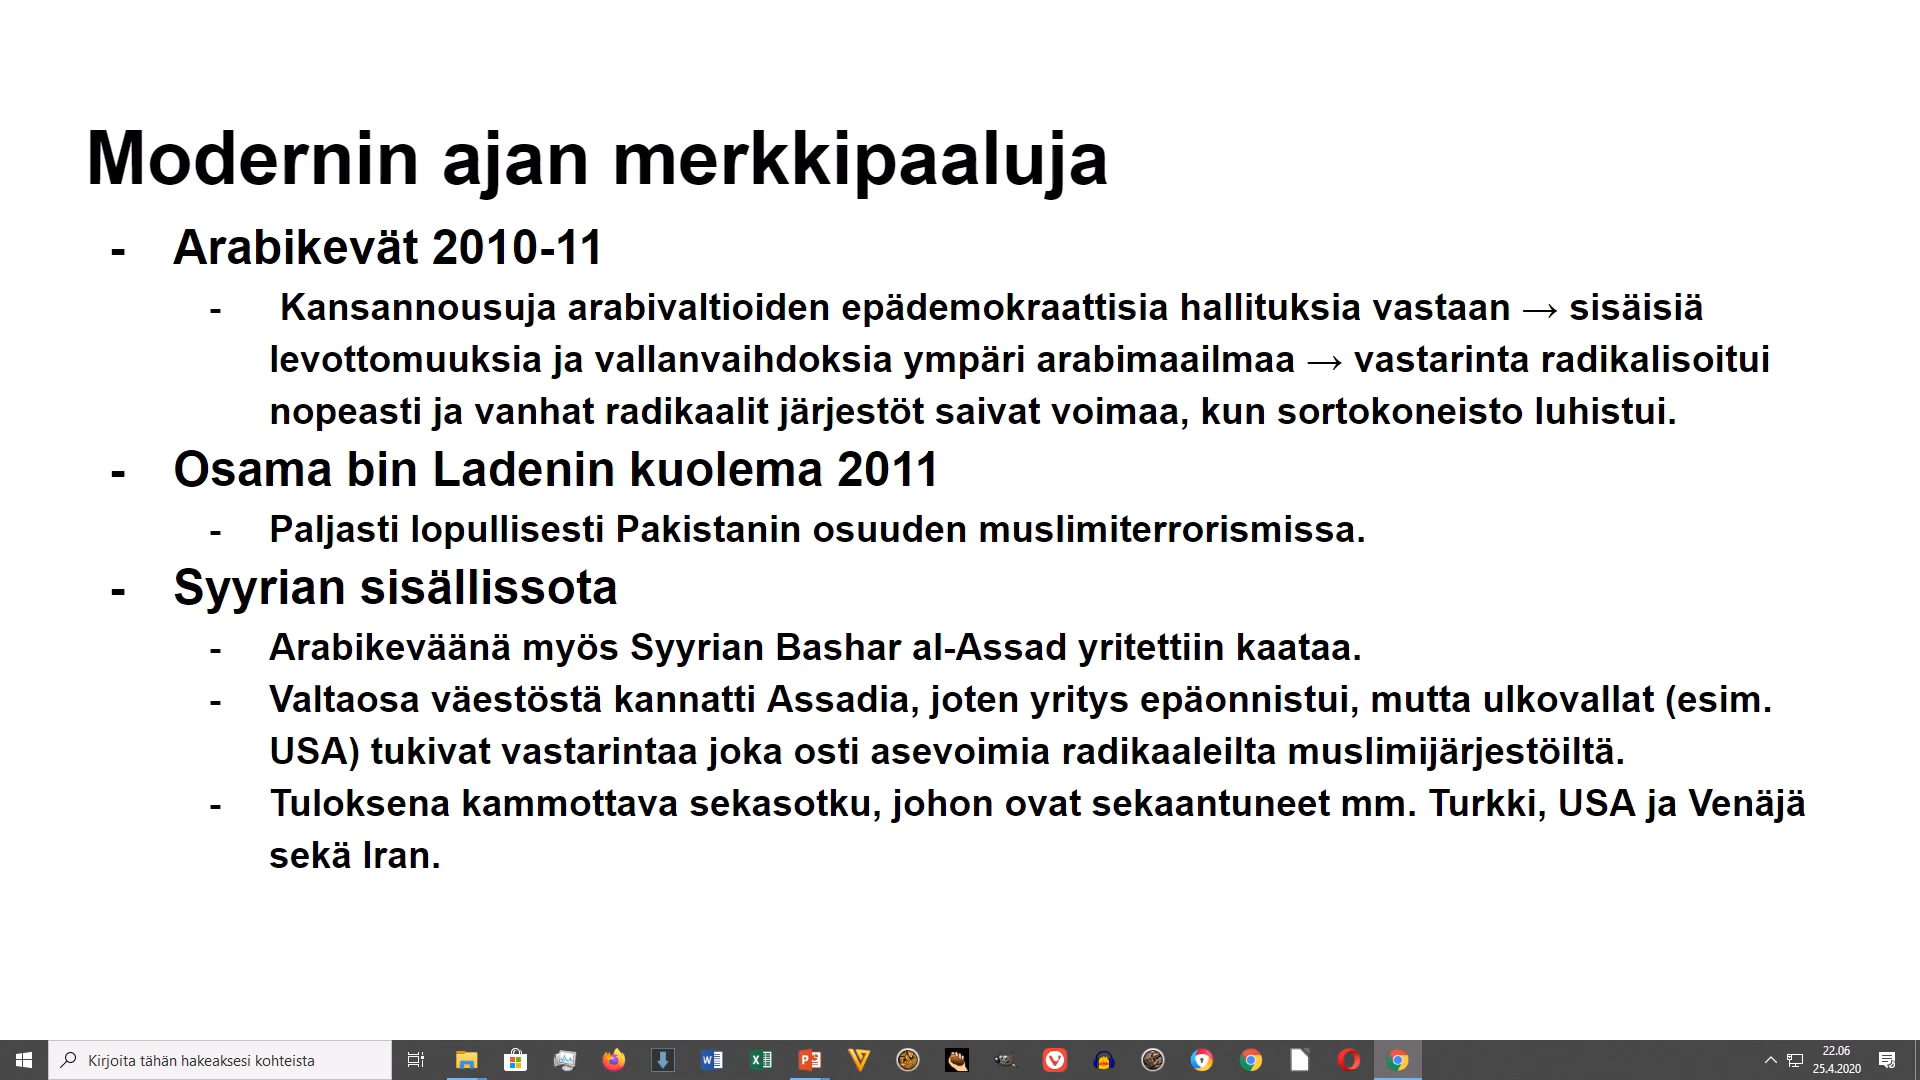 Modernin ajan merkkipaaluja
- Arabikevät 2010-11
- Kansannousuja arabivaltioiden epädemokraattisia hallituksia vastaan → sisäisiä
levottomuuksia ja vallanvaihdoksia ympäri arabimaailmaa → vastarinta radikalisoitui
nopeasti ja vanhat radikaalit järjestöt saivat voimaa, kun sortokoneisto luhistui.
- Osama bin Ladenin kuolema 2011
- Paljasti lopullisesti Pakistanin osuuden muslimiterrorismissa.
- Syyrian sisällissota
- Arabikeväänä myös Syyrian Bashar al-Assad yritettiin kaataa.
- Valtaosa väestöstä kannatti Assadia, joten yritys epäonnistui, mutta ulkovallat (esim.
USA) tukivat vastarintaa joka osti asevoimia radikaaleilta muslimijärjestöiltä.
- Tuloksena kammottava sekasotku, johon ovat sekaantuneet mm. Turkki, USA ja Venäjä
sekä Iran.
Kirjoita tähän hakeaksesi kohteista
22.06
25.4.2020